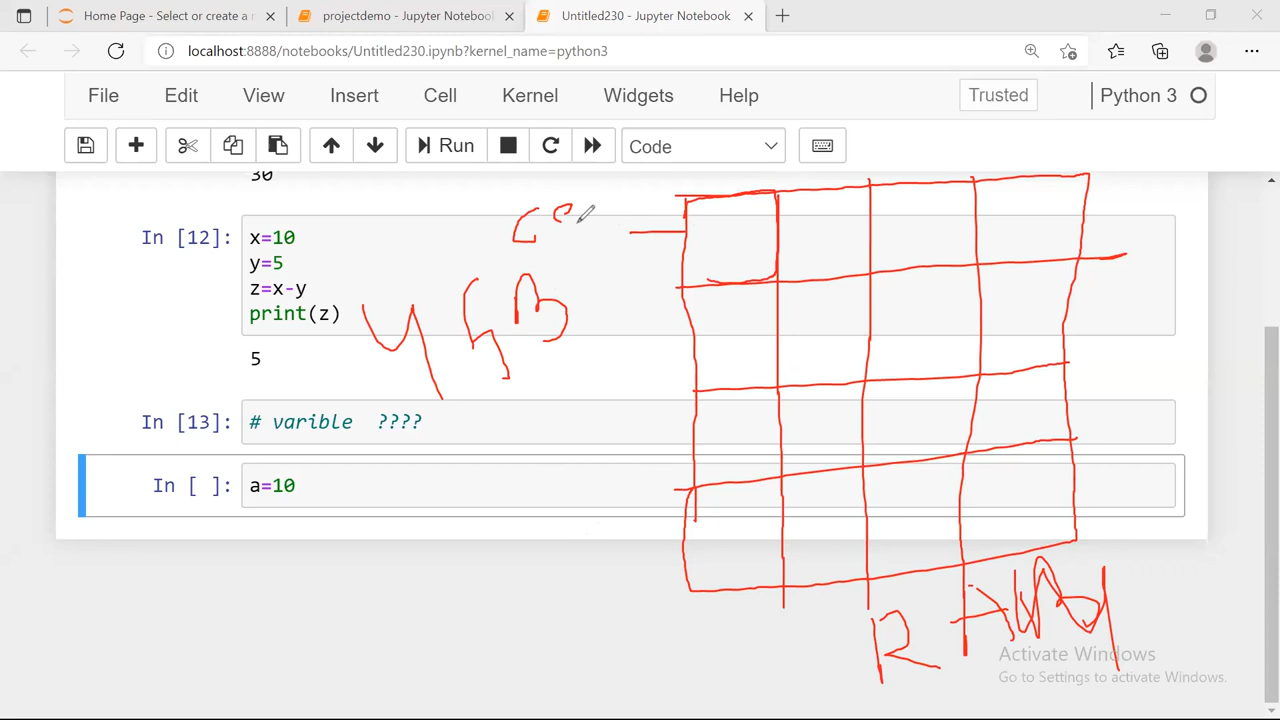 Home Page - Select or create a n
projectdemo - Jupyter Notebook
Untitled230 - Jupyter Notebook
localhost:8888/notebooks/Untitled230.ipynb?kernel_name=python3
File Edit View Insert Cell Kernel Widgets Help Trusted Python 3
Run Code
30
In [12]: x=10
y=5
z=x-y
print(z)
5
In [13]: # varible ????
In [ ]: a=10
RAM
Activate Windows
Go to Settings to activate Windows.